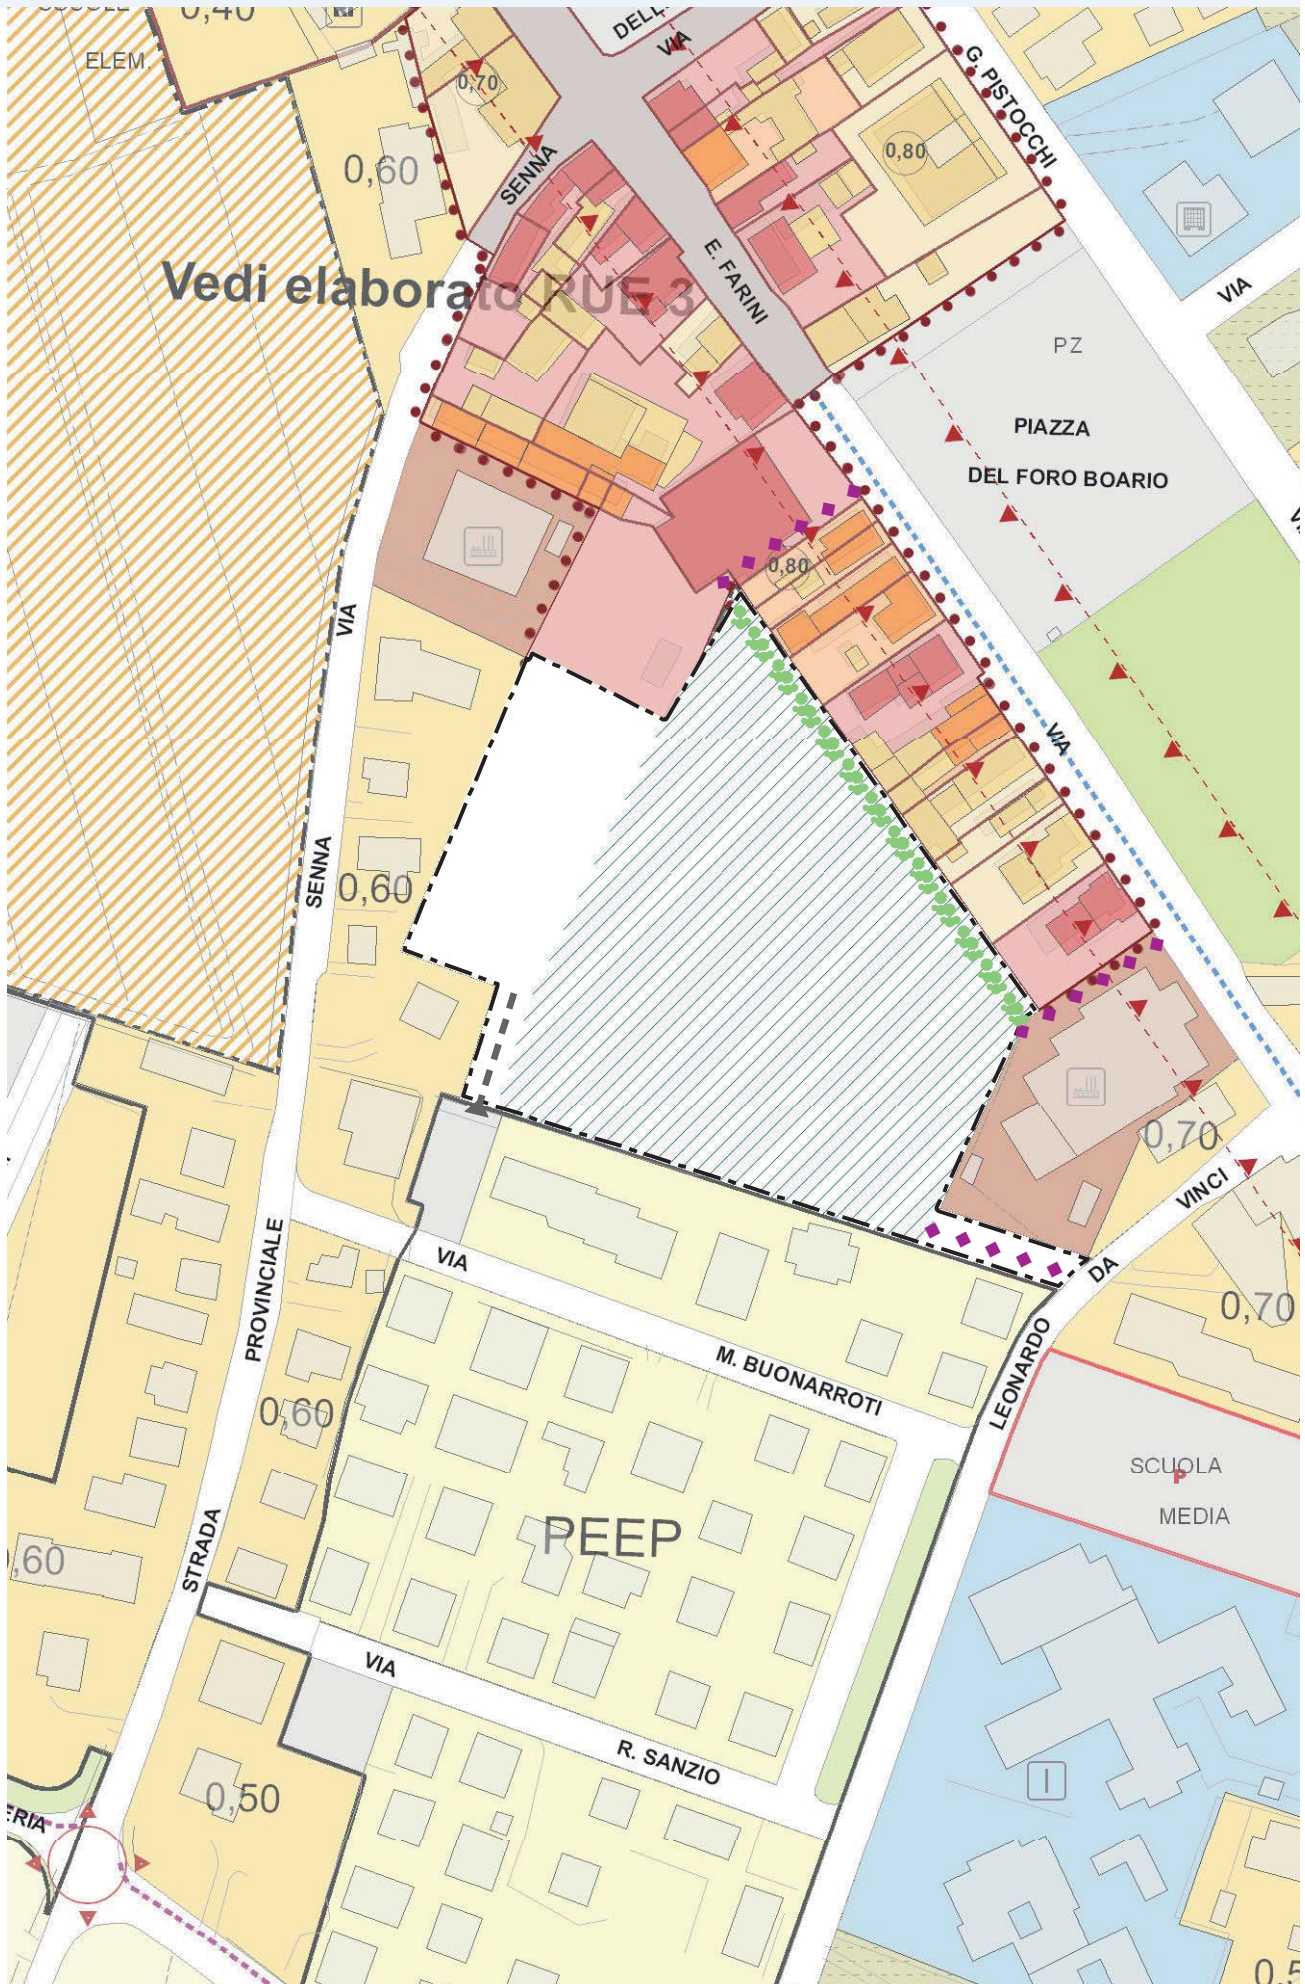 0,40
ELEM.
DELL
VIA
0,70
G. PISTOCCHI
0,60
SENNA
0,80
Vedi elaborato RUE 3
E. FARINI
VIA
PZ
PIAZZA
DEL FORO BOARIO
0,80
VIA
VIA
SENNA
0,60
0,70
VINCI
DA
VIA
PROVINCIALE
0,70
M. BUONARROTI
LEONARDO
0,60
SCUOLA
P
MEDIA
PEEP
,60
STRADA
VIA
R. SANZIO
I
0,50
ERIA